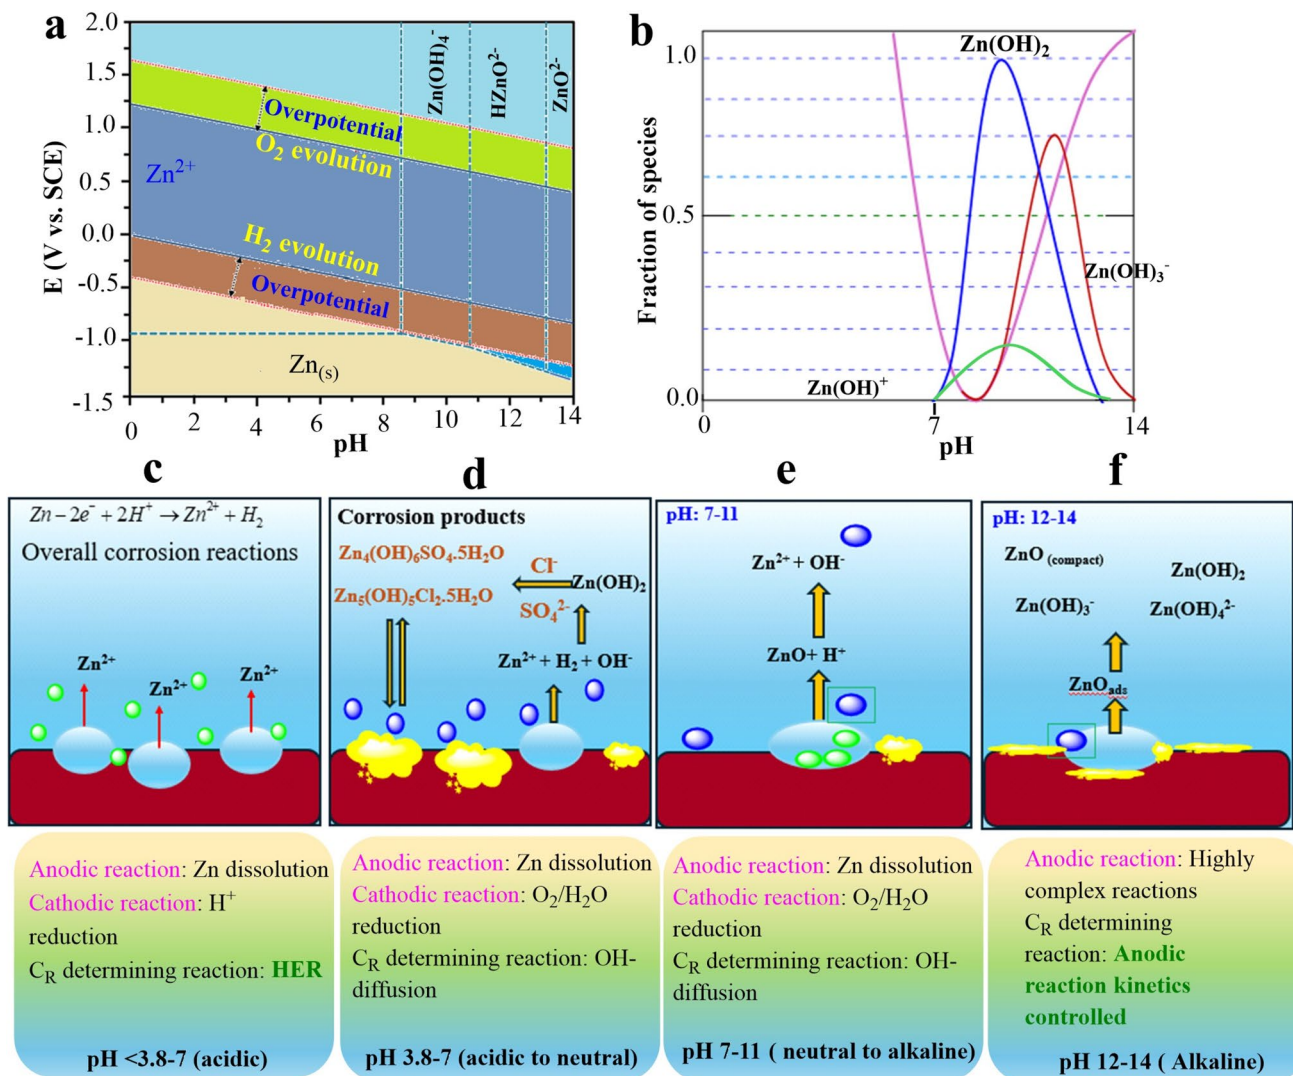 a
2.0
1.5
1.0
0.5
0.0
-0.5
-1.0
-1.5
E (V vs. SCE)
0
2
4
6
8
10
12
14
pH
Overpotential
O₂ evolution
Zn²⁺
H₂ evolution
Overpotential
Zn₍ₛ₎
Zn(OH)₄⁻
HZnO²⁻
ZnO²⁻
b
1.0
0.5
0.0
Fraction of species
0
7
14
pH
Zn(OH)₂
Zn(OH)₃⁻
Zn(OH)⁺
c
Zn−2e⁻ + 2H⁺ → Zn²⁺ + H₂
Overall corrosion reactions
Zn²⁺
Zn²⁺
Zn²⁺
Anodic reaction: Zn dissolution
Cathodic reaction: H⁺
reduction
C_R determining reaction: HER
pH <3.8-7 (acidic)
d
Corrosion products
Zn₄(OH)₆SO₄.5H₂O
Zn₅(OH)₅Cl₂.5H₂O
Cl⁻
SO₄²⁻
Zn(OH)₂
Zn²⁺ + H₂ + OH⁻
Anodic reaction: Zn dissolution
Cathodic reaction: O₂/H₂O
reduction
C_R determining reaction: OH-
diffusion
pH 3.8-7 (acidic to neutral)
e
pH: 7-11
Zn²⁺ + OH⁻
ZnO+ H⁺
Anodic reaction: Zn dissolution
Cathodic reaction: O₂/H₂O
reduction
C_R determining reaction: OH-
diffusion
pH 7-11 ( neutral to alkaline)
f
pH: 12-14
ZnO (compact)
Zn(OH)₂
Zn(OH)₃⁻
Zn(OH)₄²⁻
ZnO_ads
Anodic reaction: Highly
complex reactions
C_R determining
reaction: Anodic
reaction kinetics
controlled
pH 12-14 ( Alkaline)